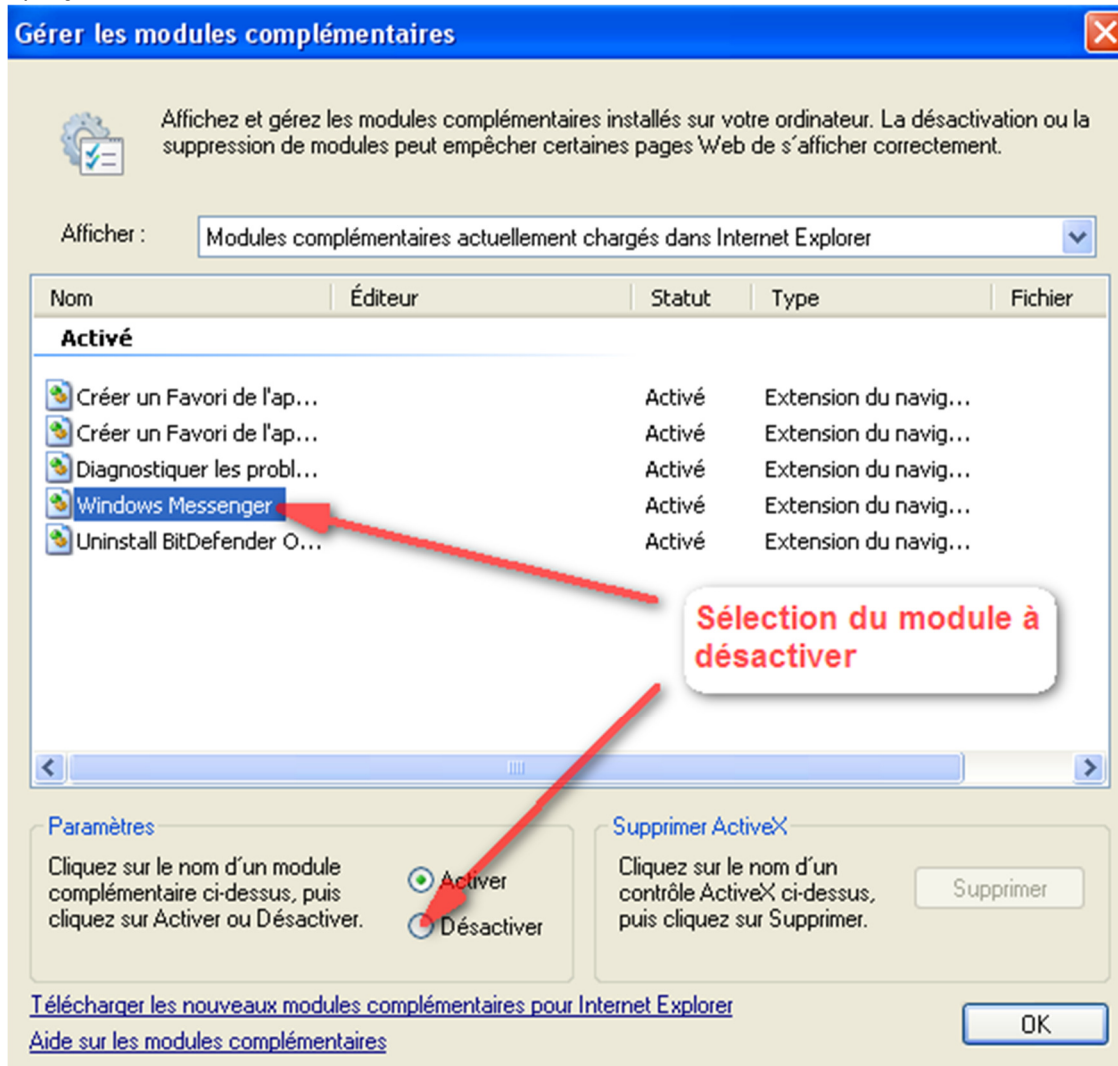 Gérer les modules complémentaires
Affichez et gérez les modules complémentaires installés sur votre ordinateur. La désactivation ou la
suppression de modules peut empêcher certaines pages Web de s´afficher correctement.
Afficher : Modules complémentaires actuellement chargés dans Internet Explorer
Nom Éditeur Statut Type Fichier
Activé
Créer un Favori de l'ap... Activé Extension du navig...
Créer un Favori de l'ap... Activé Extension du navig...
Diagnostiquer les probl... Activé Extension du navig...
Windows Messenger Activé Extension du navig...
Uninstall BitDefender O... Activé Extension du navig...
Sélection du module à
désactiver
Paramètres
Cliquez sur le nom d´un module
complémentaire ci-dessus, puis
cliquez sur Activer ou Désactiver.
Activer
Désactiver
Supprimer ActiveX
Cliquez sur le nom d´un
contrôle ActiveX ci-dessus,
puis cliquez sur Supprimer.
Supprimer
Télécharger les nouveaux modules complémentaires pour Internet Explorer
Aide sur les modules complémentaires
OK